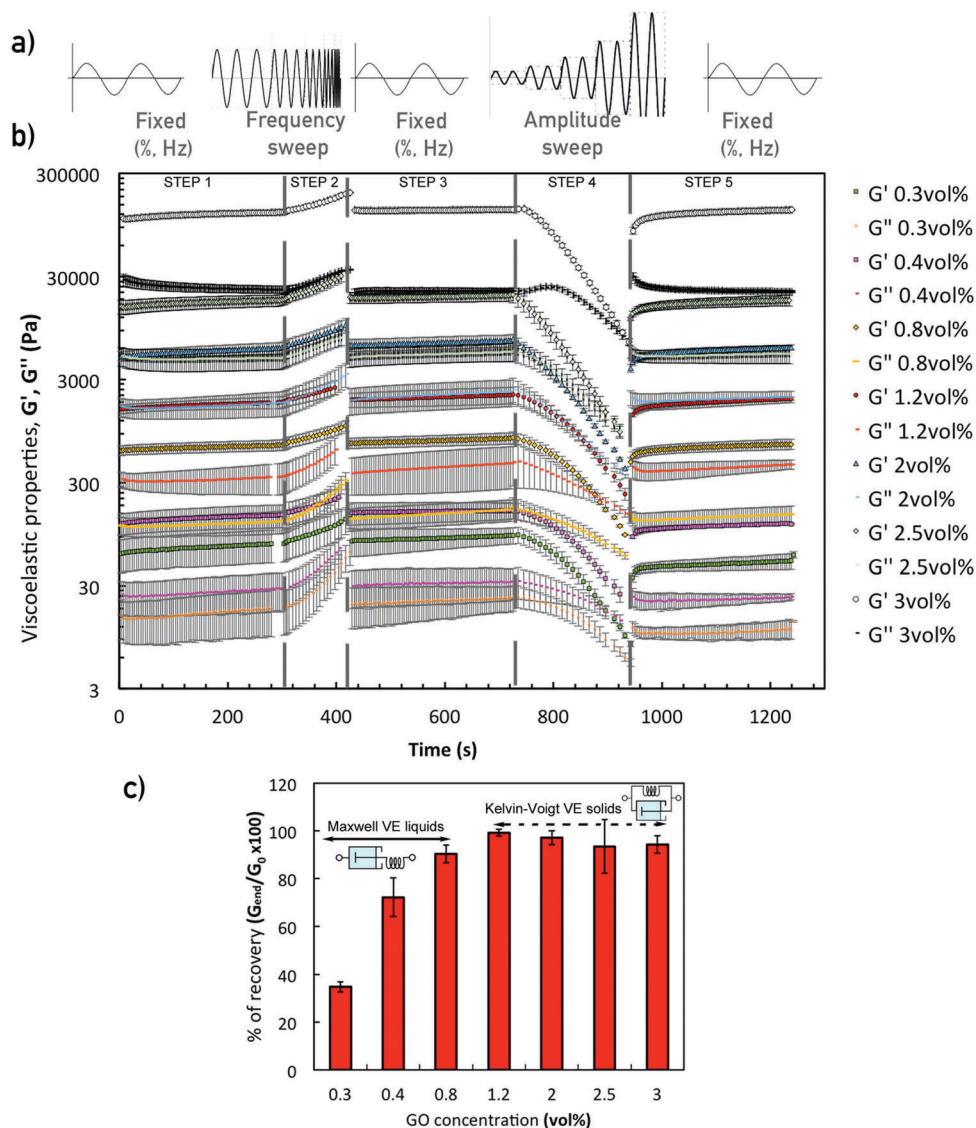 a)
Fixed
(%, Hz)
Frequency
sweep
Fixed
(%, Hz)
Amplitude
sweep
Fixed
(%, Hz)
b)
STEP 1
STEP 2
STEP 3
STEP 4
STEP 5
300000
30000
3000
300
30
3
Viscoelastic properties, G', G'' (Pa)
0
200
400
600
800
1000
1200
Time (s)
G' 0.3vol%
G'' 0.3vol%
G' 0.4vol%
G'' 0.4vol%
G' 0.8vol%
G'' 0.8vol%
G' 1.2vol%
G'' 1.2vol%
G' 2vol%
G'' 2vol%
G' 2.5vol%
G'' 2.5vol%
G' 3vol%
G'' 3vol%
c)
120
100
80
60
40
20
0
% of recovery (Gend/G0 x100)
Maxwell VE liquids
Kelvin-Voigt VE solids
0.3
0.4
0.8
1.2
2
2.5
3
GO concentration (vol%)